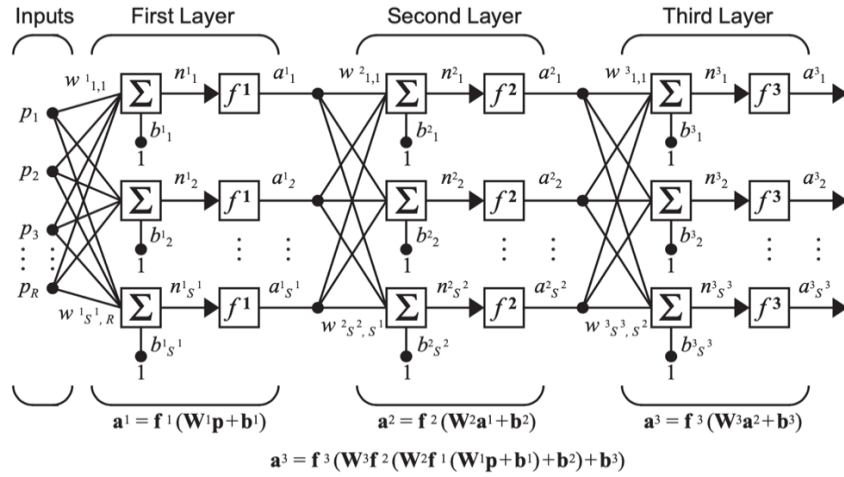 Inputs First Layer Second Layer Third Layer
w¹₁,₁ n¹₁ a¹₁ w²₁,₁ n²₁ a²₁ w³₁,₁ n³₁ a³₁
p₁ Σ f¹ Σ f² Σ f³
b¹₁ b²₁ b³₁
1 1 1
p₂ n¹₂ a¹₂ n²₂ a²₂ n³₂ a³₂
Σ f¹ Σ f² Σ f³
p₃ b¹₂ b²₂ b³₂
⋮ ⋮ ⋮ ⋮ ⋮ ⋮ ⋮ ⋮
1 1 1
p_R n¹_S¹ a¹_S¹ n²_S² a²_S² n³_S³ a³_S³
Σ f¹ Σ f² Σ f³
w¹_S¹,R w²_S²,S¹ w³_S³,S²
b¹_S¹ b²_S² b³_S³
1 1 1
a¹ = f¹(W¹p+b¹) a² = f²(W²a¹+b²) a³ = f³(W³a²+b³)
a³ = f³(W³f²(W²f¹(W¹p+b¹)+b²)+b³)